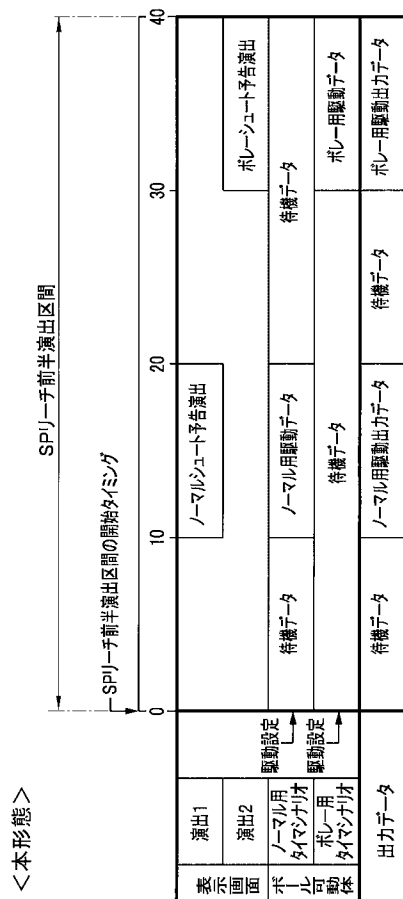 <本形態>
SPリーチ前半演出区間
SPリーチ前半演出区間の開始タイミング
0
10
20
30
40
表示画面
演出1
ノーマルシュート予告演出
演出2
ボレーシュート予告演出
ボール可動体
ノーマル用
タイマシナリオ
駆動設定
待機データ
ノーマル用駆動データ
待機データ
ボレー用
タイマシナリオ
駆動設定
待機データ
ボレー用駆動データ
出力データ
待機データ
ノーマル用駆動出力データ
待機データ
ボレー用駆動出力データ